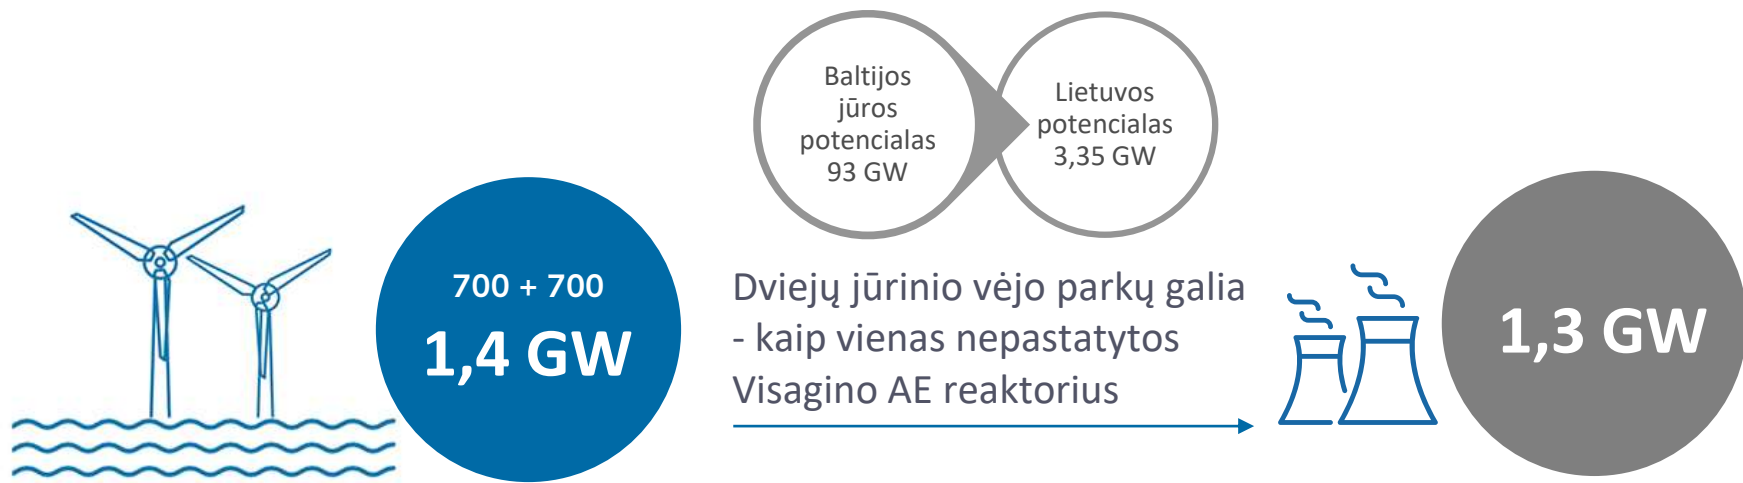 Baltijos
jūros
potencialas
93 GW
Lietuvos
potencialas
3,35 GW
700 + 700
1,4 GW
Dviejų jūrinio vėjo parkų galia
- kaip vienas nepastatytos
Visagino AE reaktorius
1,3 GW